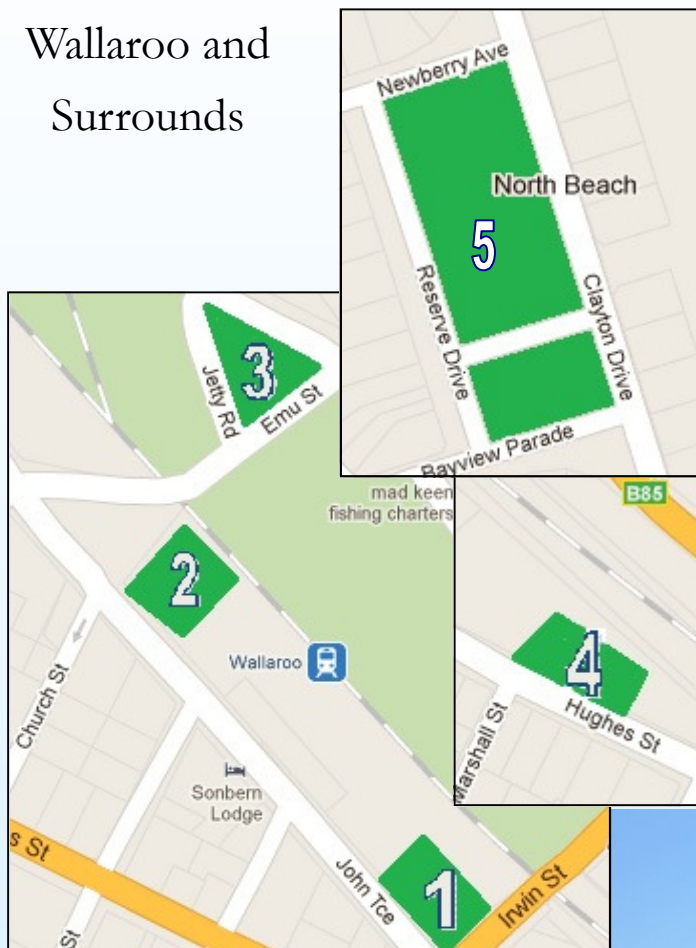 Wallaroo and
Surrounds
Newberry Ave
North Beach
5
Reserve Drive
Clayton Drive
Bayview Parade
3
Jetty Rd
Emu St
mad keen
fishing charters
B85
2
4
Wallaroo
Hughes St
Church St
Marshall St
Sonbern
Lodge
s St
John Tce
1
Irwin St
St